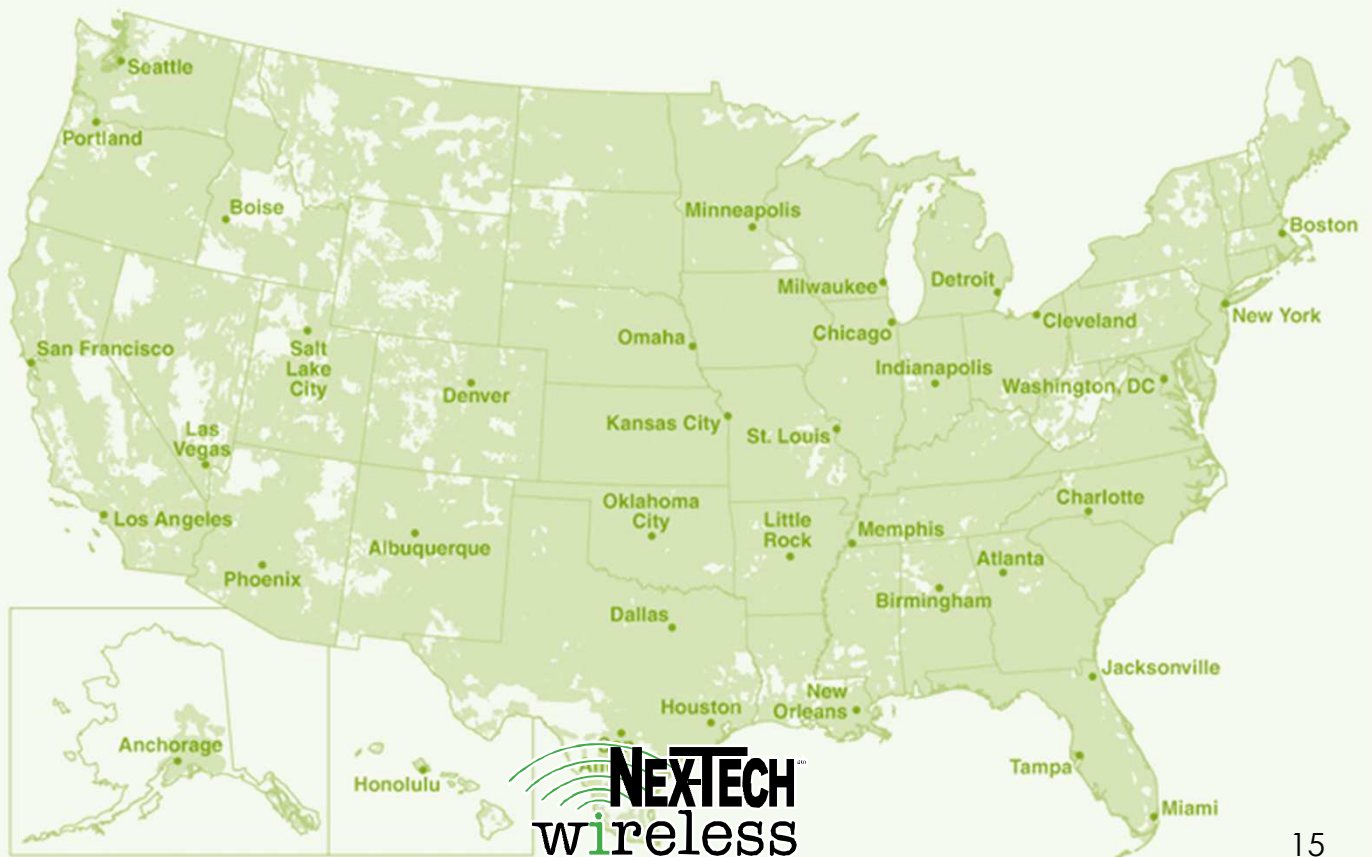 Seattle
Portland
Boise
Minneapolis
Boston
Milwaukee
Detroit
Chicago
Cleveland
New York
San Francisco
Salt
Lake
City
Omaha
Denver
Indianapolis
Washington, DC
Las
Vegas
Kansas City
St. Louis
Los Angeles
Oklahoma
City
Little
Rock
Memphis
Charlotte
Albuquerque
Phoenix
Atlanta
Birmingham
Dallas
Jacksonville
Houston
New
Orleans
Anchorage
Honolulu
Tampa
Miami
NEX-TECH
wireless
15